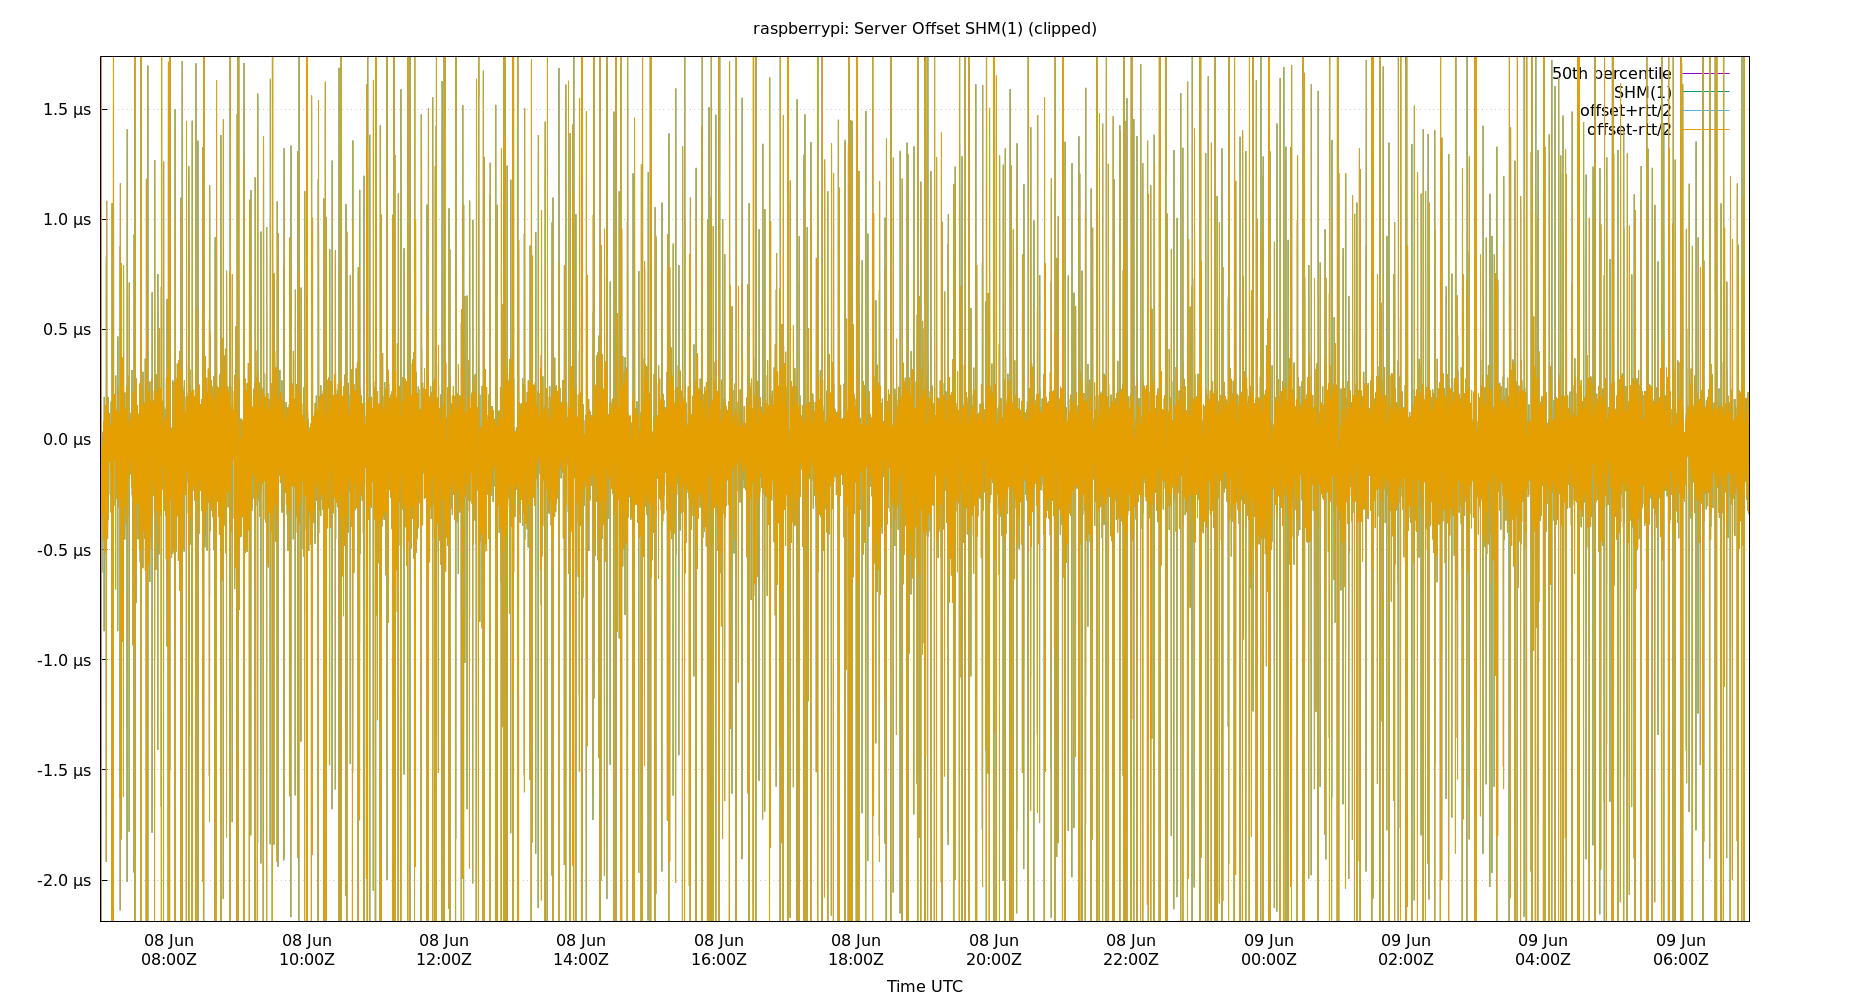 raspberrypi: Server Offset SHM(1) (clipped)
50th percentile
SHM(1)
offset+rtt/2
offset-rtt/2
1.5 µs
1.0 µs
0.5 µs
0.0 µs
-0.5 µs
-1.0 µs
-1.5 µs
-2.0 µs
08 Jun 08 Jun 08 Jun 08 Jun 08 Jun 08 Jun 08 Jun 08 Jun 09 Jun 09 Jun 09 Jun 09 Jun
08:00Z 10:00Z 12:00Z 14:00Z 16:00Z 18:00Z 20:00Z 22:00Z 00:00Z 02:00Z 04:00Z 06:00Z
Time UTC